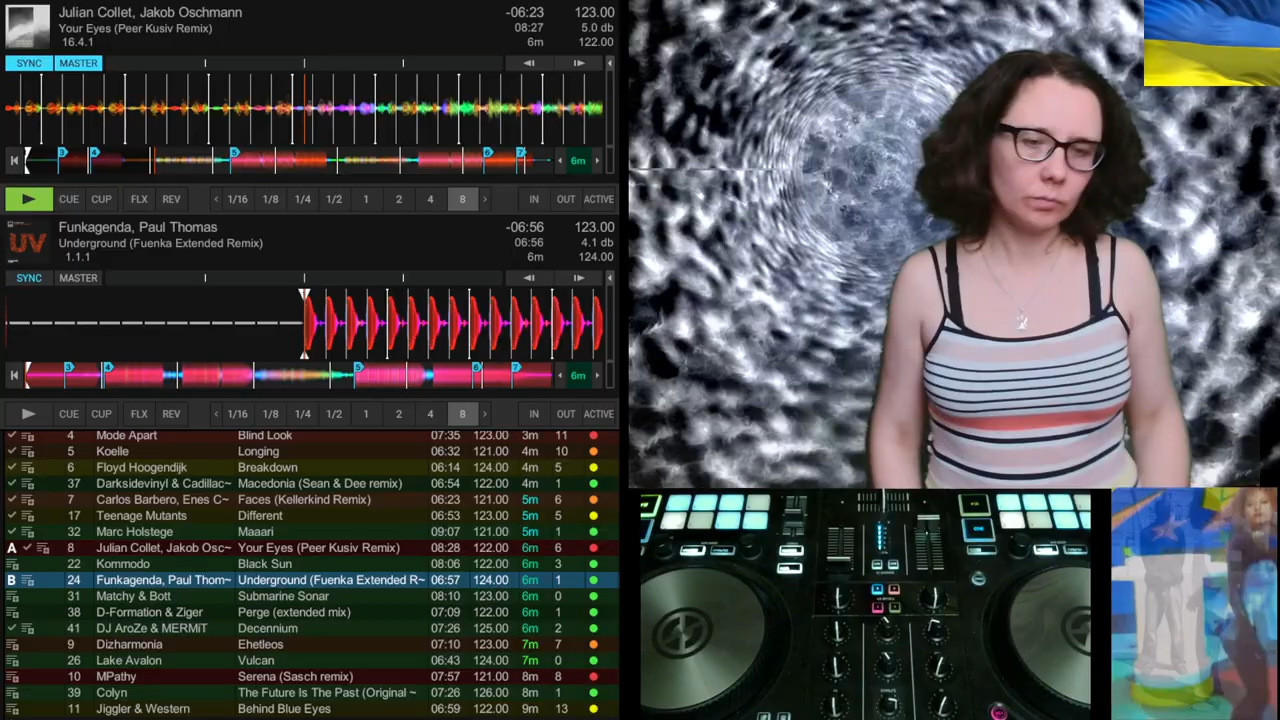 Julian Collet, Jakob Oschmann -06:23 123.00
Your Eyes (Peer Kusiv Remix) 08:27 5.0 db
16.4.1 6m 122.00
SYNC MASTER
3 4 5 6 7 6m
CUE CUP FLX REV 1/16 1/8 1/4 1/2 1 2 4 8 IN OUT ACTIVE
Funkagenda, Paul Thomas -06:56 123.00
UV Underground (Fuenka Extended Remix) 06:56 4.1 db
1.1.1 6m 124.00
SYNC MASTER
3 4 5 6 7 6m
CUE CUP FLX REV 1/16 1/8 1/4 1/2 1 2 4 8 IN OUT ACTIVE
4 Mode Apart Blind Look 07:35 123.00 3m 11
5 Koelle Longing 06:32 121.00 4m 10
6 Floyd Hoogendijk Breakdown 06:14 124.00 4m 5
37 Darksidevinyl & Cadillac~ Macedonia (Sean & Dee remix) 06:54 122.00 4m 1
7 Carlos Barbero, Enes C~ Faces (Kellerkind Remix) 06:23 121.00 5m 6
17 Teenage Mutants Different 06:53 123.00 5m 5
32 Marc Holstege Maaari 09:07 121.00 5m 1
A 8 Julian Collet, Jakob Osc~ Your Eyes (Peer Kusiv Remix) 08:28 122.00 6m 6
22 Kommodo Black Sun 08:06 122.00 6m 3
B 24 Funkagenda, Paul Thom~ Underground (Fuenka Extended R~ 06:57 124.00 6m 1
31 Matchy & Bott Submarine Sonar 08:10 123.00 6m 0
38 D-Formation & Ziger Perge (extended mix) 07:09 122.00 6m 1
41 DJ AroZe & MERMiT Decennium 07:26 125.00 6m 2
9 Dizharmonia Ehetleos 07:10 123.00 7m 7
26 Lake Avalon Vulcan 06:43 124.00 7m 0
10 MPathy Serena (Sasch remix) 07:57 121.00 8m 8
39 Colyn The Future Is The Past (Original ~ 07:26 126.00 8m 1
11 Jiggler & Western Behind Blue Eyes 06:59 122.00 9m 13